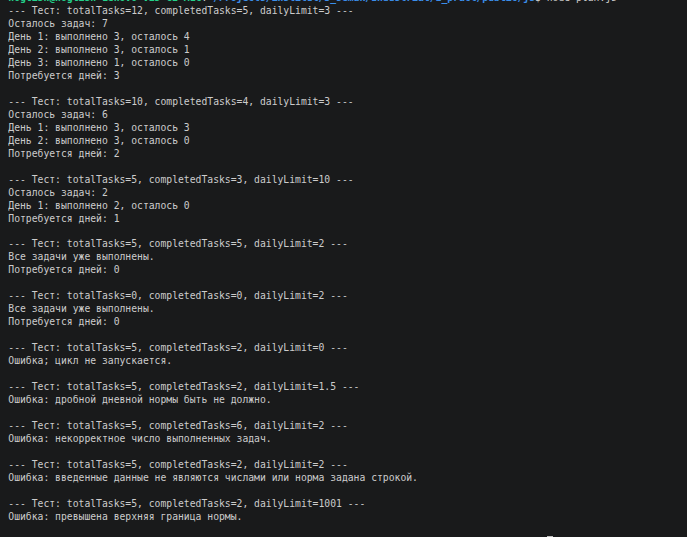 --- Тест: totalTasks=12, completedTasks=5, dailyLimit=3 ---
Осталось задач: 7
День 1: выполнено 3, осталось 4
День 2: выполнено 3, осталось 1
День 3: выполнено 1, осталось 0
Потребуется дней: 3
--- Тест: totalTasks=10, completedTasks=4, dailyLimit=3 ---
Осталось задач: 6
День 1: выполнено 3, осталось 3
День 2: выполнено 3, осталось 0
Потребуется дней: 2
--- Тест: totalTasks=5, completedTasks=3, dailyLimit=10 ---
Осталось задач: 2
День 1: выполнено 2, осталось 0
Потребуется дней: 1
--- Тест: totalTasks=5, completedTasks=5, dailyLimit=2 ---
Все задачи уже выполнены.
Потребуется дней: 0
--- Тест: totalTasks=0, completedTasks=0, dailyLimit=2 ---
Все задачи уже выполнены.
Потребуется дней: 0
--- Тест: totalTasks=5, completedTasks=2, dailyLimit=0 ---
Ошибка; цикл не запускается.
--- Тест: totalTasks=5, completedTasks=2, dailyLimit=1.5 ---
Ошибка: дробной дневной нормы быть не должно.
--- Тест: totalTasks=5, completedTasks=6, dailyLimit=2 ---
Ошибка: некорректное число выполненных задач.
--- Тест: totalTasks=5, completedTasks=2, dailyLimit=2 ---
Ошибка: введенные данные не являются числами или норма задана строкой.
--- Тест: totalTasks=5, completedTasks=2, dailyLimit=1001 ---
Ошибка: превышена верхняя граница нормы.